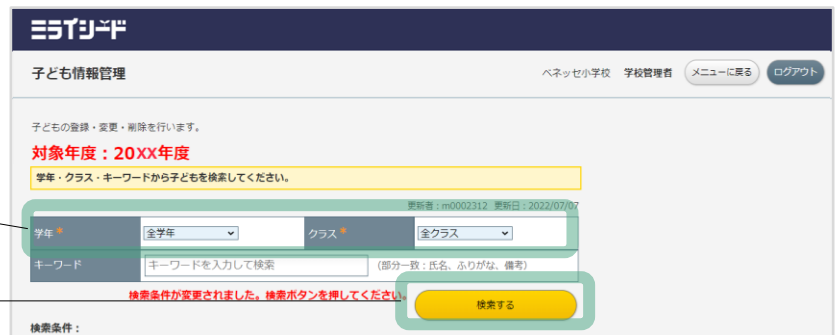 ミライシード
子ども情報管理
ベネッセ小学校 学校管理者 メニューに戻る ログアウト
子どもの登録・変更・削除を行います。
対象年度：20XX年度
学年・クラス・キーワードから子どもを検索してください。
更新者：m0002312 更新日：2022/07/07
学年* 全学年 クラス* 全クラス
キーワード キーワードを入力して検索 (部分一致：氏名、ふりがな、備考)
検索条件が変更されました。検索ボタンを押してください。 検索する
検索条件：